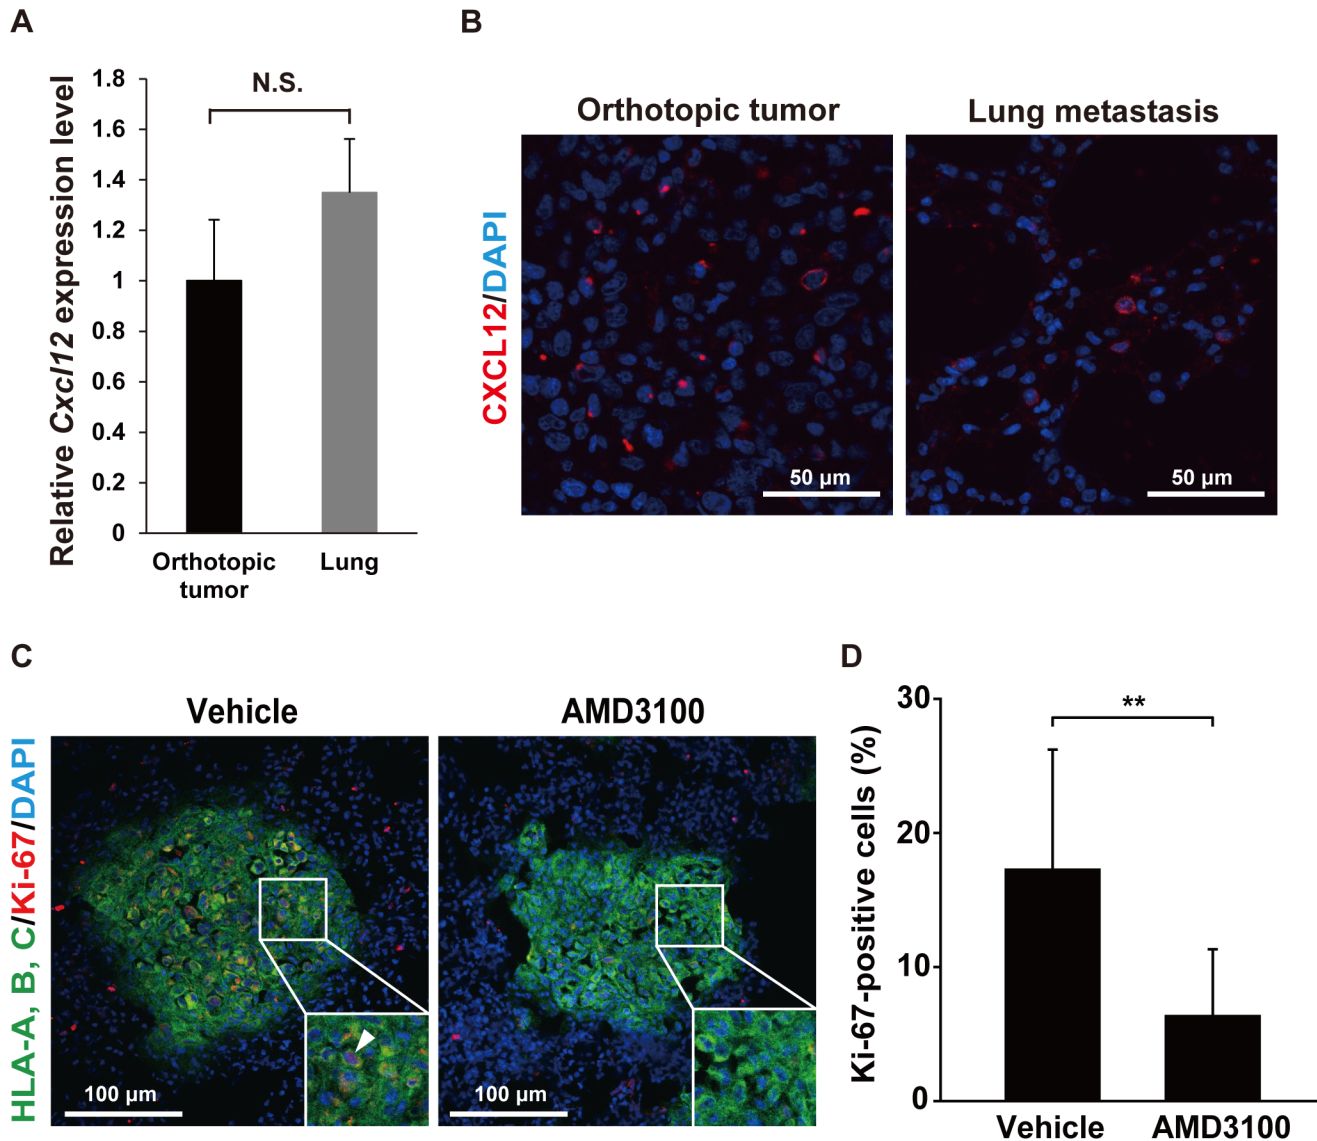 A
Relative Cxcl12 expression level
1.8
1.6
1.4
1.2
1
0.8
0.6
0.4
0.2
0
N.S.
Orthotopic
tumor
Lung
B
Orthotopic tumor
Lung metastasis
CXCL12/DAPI
50 μm
50 μm
C
Vehicle
AMD3100
HLA-A, B, C/Ki-67/DAPI
100 μm
100 μm
D
Ki-67-positive cells (%)
30
20
10
0
**
Vehicle
AMD3100